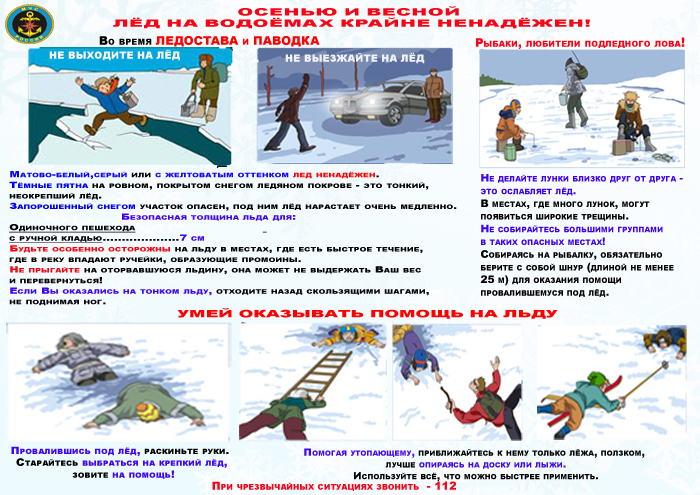 МЧС
РОССИИ
ОСЕНЬЮ И ВЕСНОЙ
ЛЁД НА ВОДОЁМАХ КРАЙНЕ НЕНАДЁЖЕН!
Во время ЛЕДОСТАВА и ПАВОДКА
НЕ ВЫХОДИТЕ НА ЛЁД
НЕ ВЫЕЗЖАЙТЕ НА ЛЁД
Матово-белый,серый или с желтоватым оттенком лед ненадёжен.
Тёмные пятна на ровном, покрытом снегом ледяном покрове - это тонкий,
неокрепший лёд.
Запорошенный снегом участок опасен, под ним лёд нарастает очень медленно.
Безопасная толщина льда для:
Одиночного пешехода
с ручной кладью....................7 см
Будьте особенно осторожны на льду в местах, где есть быстрое течение,
где в реку впадают ручейки, образующие промоины.
Не прыгайте на оторвавшуюся льдину, она может не выдержать Ваш вес
и перевернуться!
Если Вы оказались на тонком льду, отходите назад скользящими шагами,
не поднимая ног.
Рыбаки, любители подледного лова!
Не делайте лунки близко друг от друга -
это ослабляет лёд.
В местах, где много лунок, могут
появиться широкие трещины.
Не собирайтесь большими группами
в таких опасных местах!
Собираясь на рыбалку, обязательно
берите с собой шнур (длиной не менее
25 м) для оказания помощи
провалившемуся под лёд.
УМЕЙ ОКАЗЫВАТЬ ПОМОЩЬ НА ЛЬДУ
Провалившись под лёд, раскиньте руки.
Старайтесь выбраться на крепкий лёд,
зовите на помощь!
Помогая утопающему, приближайтесь к нему только лёжа, ползком,
лучше опираясь на доску или лыжи.
Используйте всё, что можно быстрее применить.
При чрезвычайных ситуациях звонить - 112